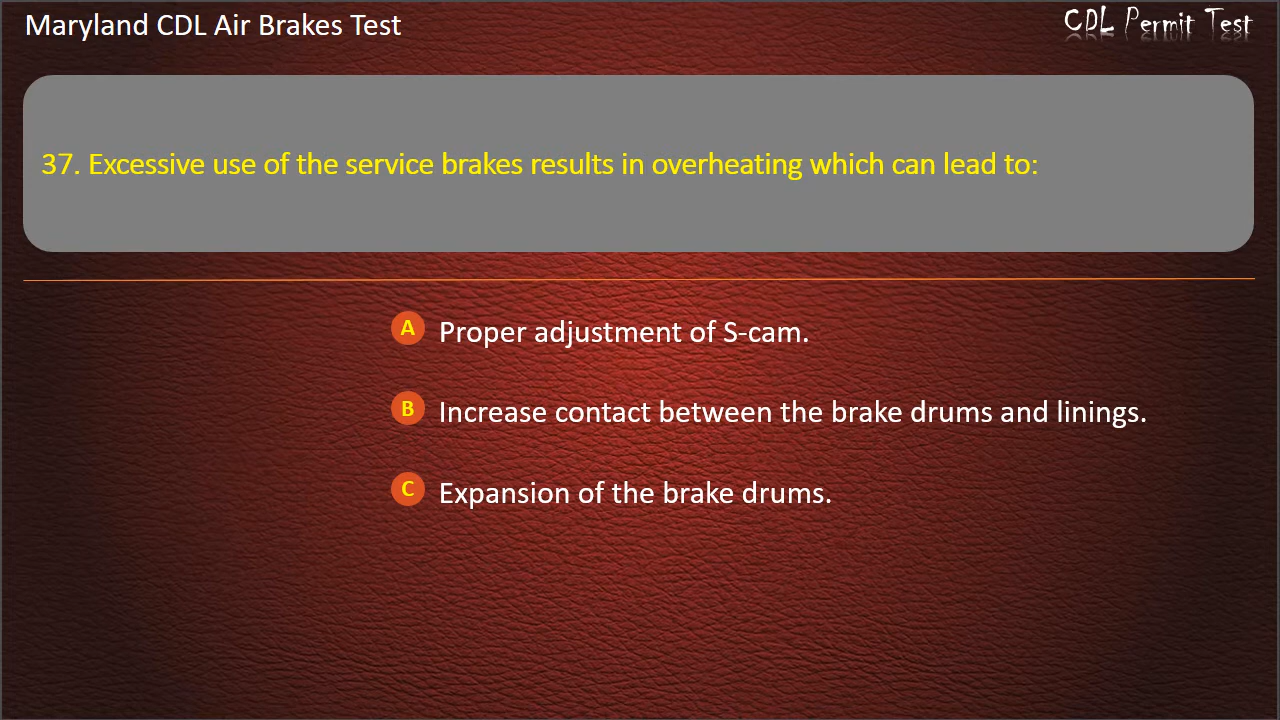 Maryland CDL Air Brakes Test
CDL Permit Test
37. Excessive use of the service brakes results in overheating which can lead to:
A Proper adjustment of S-cam.
B Increase contact between the brake drums and linings.
C Expansion of the brake drums.